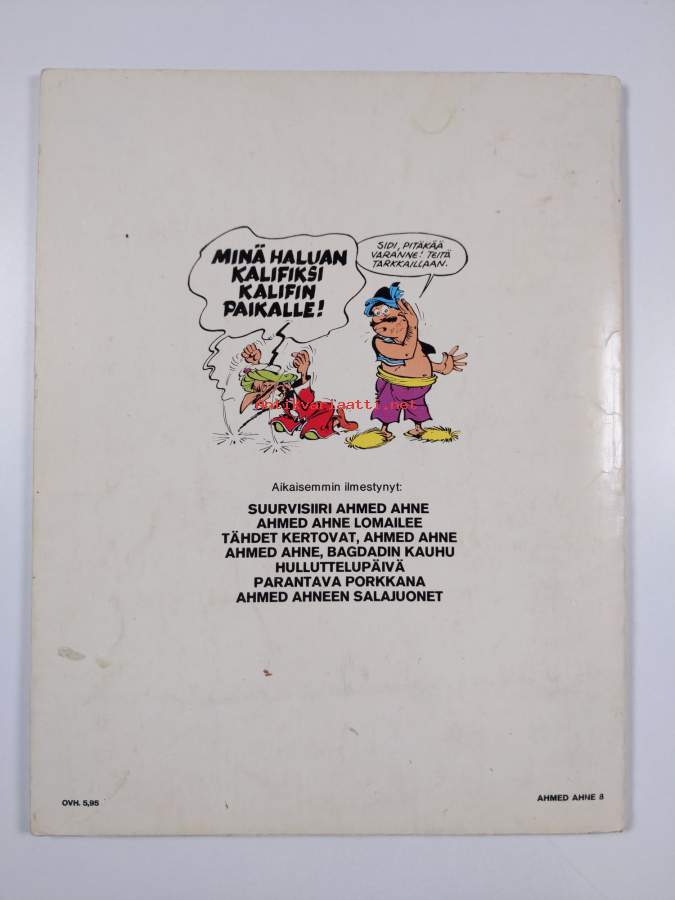 MINÄ HALUAN
KALIFIKSI
KALIFIN
PAIKALLE!
SIDI, PITÄKÄÄ
VARANNE! TEITÄ
TARKKAILLAAN.
antikvariaatti.net
Aikaisemmin ilmestynyt:
SUURVISIIRI AHMED AHNE
AHMED AHNE LOMAILEE
TÄHDET KERTOVAT, AHMED AHNE
AHMED AHNE, BAGDADIN KAUHU
HULLUTTELUPÄIVÄ
PARANTAVA PORKKANA
AHMED AHNEEN SALAJUONET
OVH. 5,95
AHMED AHNE 8